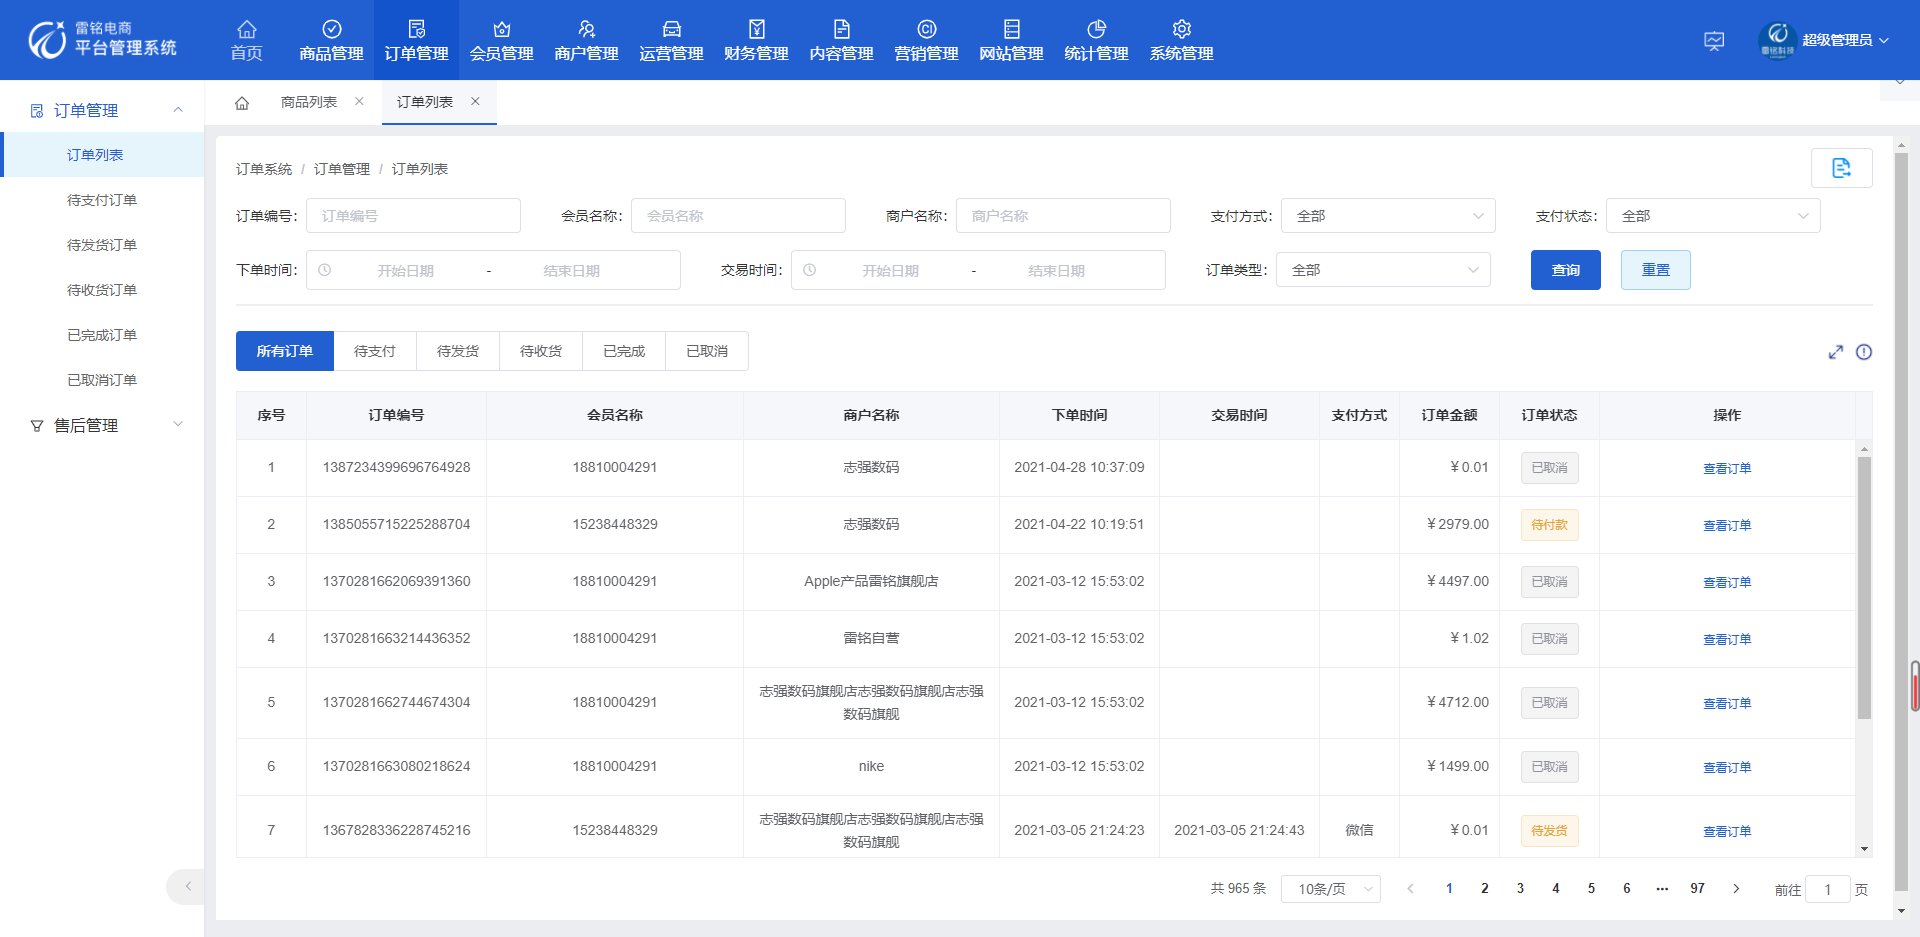 雷铭电商
平台管理系统
首页 商品管理 订单管理 会员管理 商户管理 运营管理 财务管理 内容管理 营销管理 网站管理 统计管理 系统管理
超级管理员
订单管理
订单列表
待支付订单
待发货订单
待收货订单
已完成订单
已取消订单
售后管理
商品列表 × 订单列表 ×
订单系统 / 订单管理 / 订单列表
订单编号: 订单编号 会员名称: 会员名称 商户名称: 商户名称 支付方式: 全部 支付状态: 全部
下单时间: 开始日期 - 结束日期 交易时间: 开始日期 - 结束日期 订单类型: 全部 查询 重置
所有订单 待支付 待发货 待收货 已完成 已取消
序号 订单编号 会员名称 商户名称 下单时间 交易时间 支付方式 订单金额 订单状态 操作
1 1387234399696764928 18810004291 志强数码 2021-04-28 10:37:09 ￥0.01 已取消 查看订单
2 1385055715225288704 15238448329 志强数码 2021-04-22 10:19:51 ￥2979.00 待付款 查看订单
3 1370281662069391360 18810004291 Apple产品雷铭旗舰店 2021-03-12 15:53:02 ￥4497.00 已取消 查看订单
4 1370281663214436352 18810004291 雷铭自营 2021-03-12 15:53:02 ￥1.02 已取消 查看订单
5 1370281662744674304 18810004291 志强数码旗舰店志强数码旗舰店志强数码旗舰 2021-03-12 15:53:02 ￥4712.00 已取消 查看订单
6 1370281663080218624 18810004291 nike 2021-03-12 15:53:02 ￥1499.00 已取消 查看订单
7 1367828336228745216 15238448329 志强数码旗舰店志强数码旗舰店志强数码旗舰 2021-03-05 21:24:23 2021-03-05 21:24:43 微信 ￥0.01 待发货 查看订单
共 965 条 10条/页 1 2 3 4 5 6 ··· 97 前往 1 页